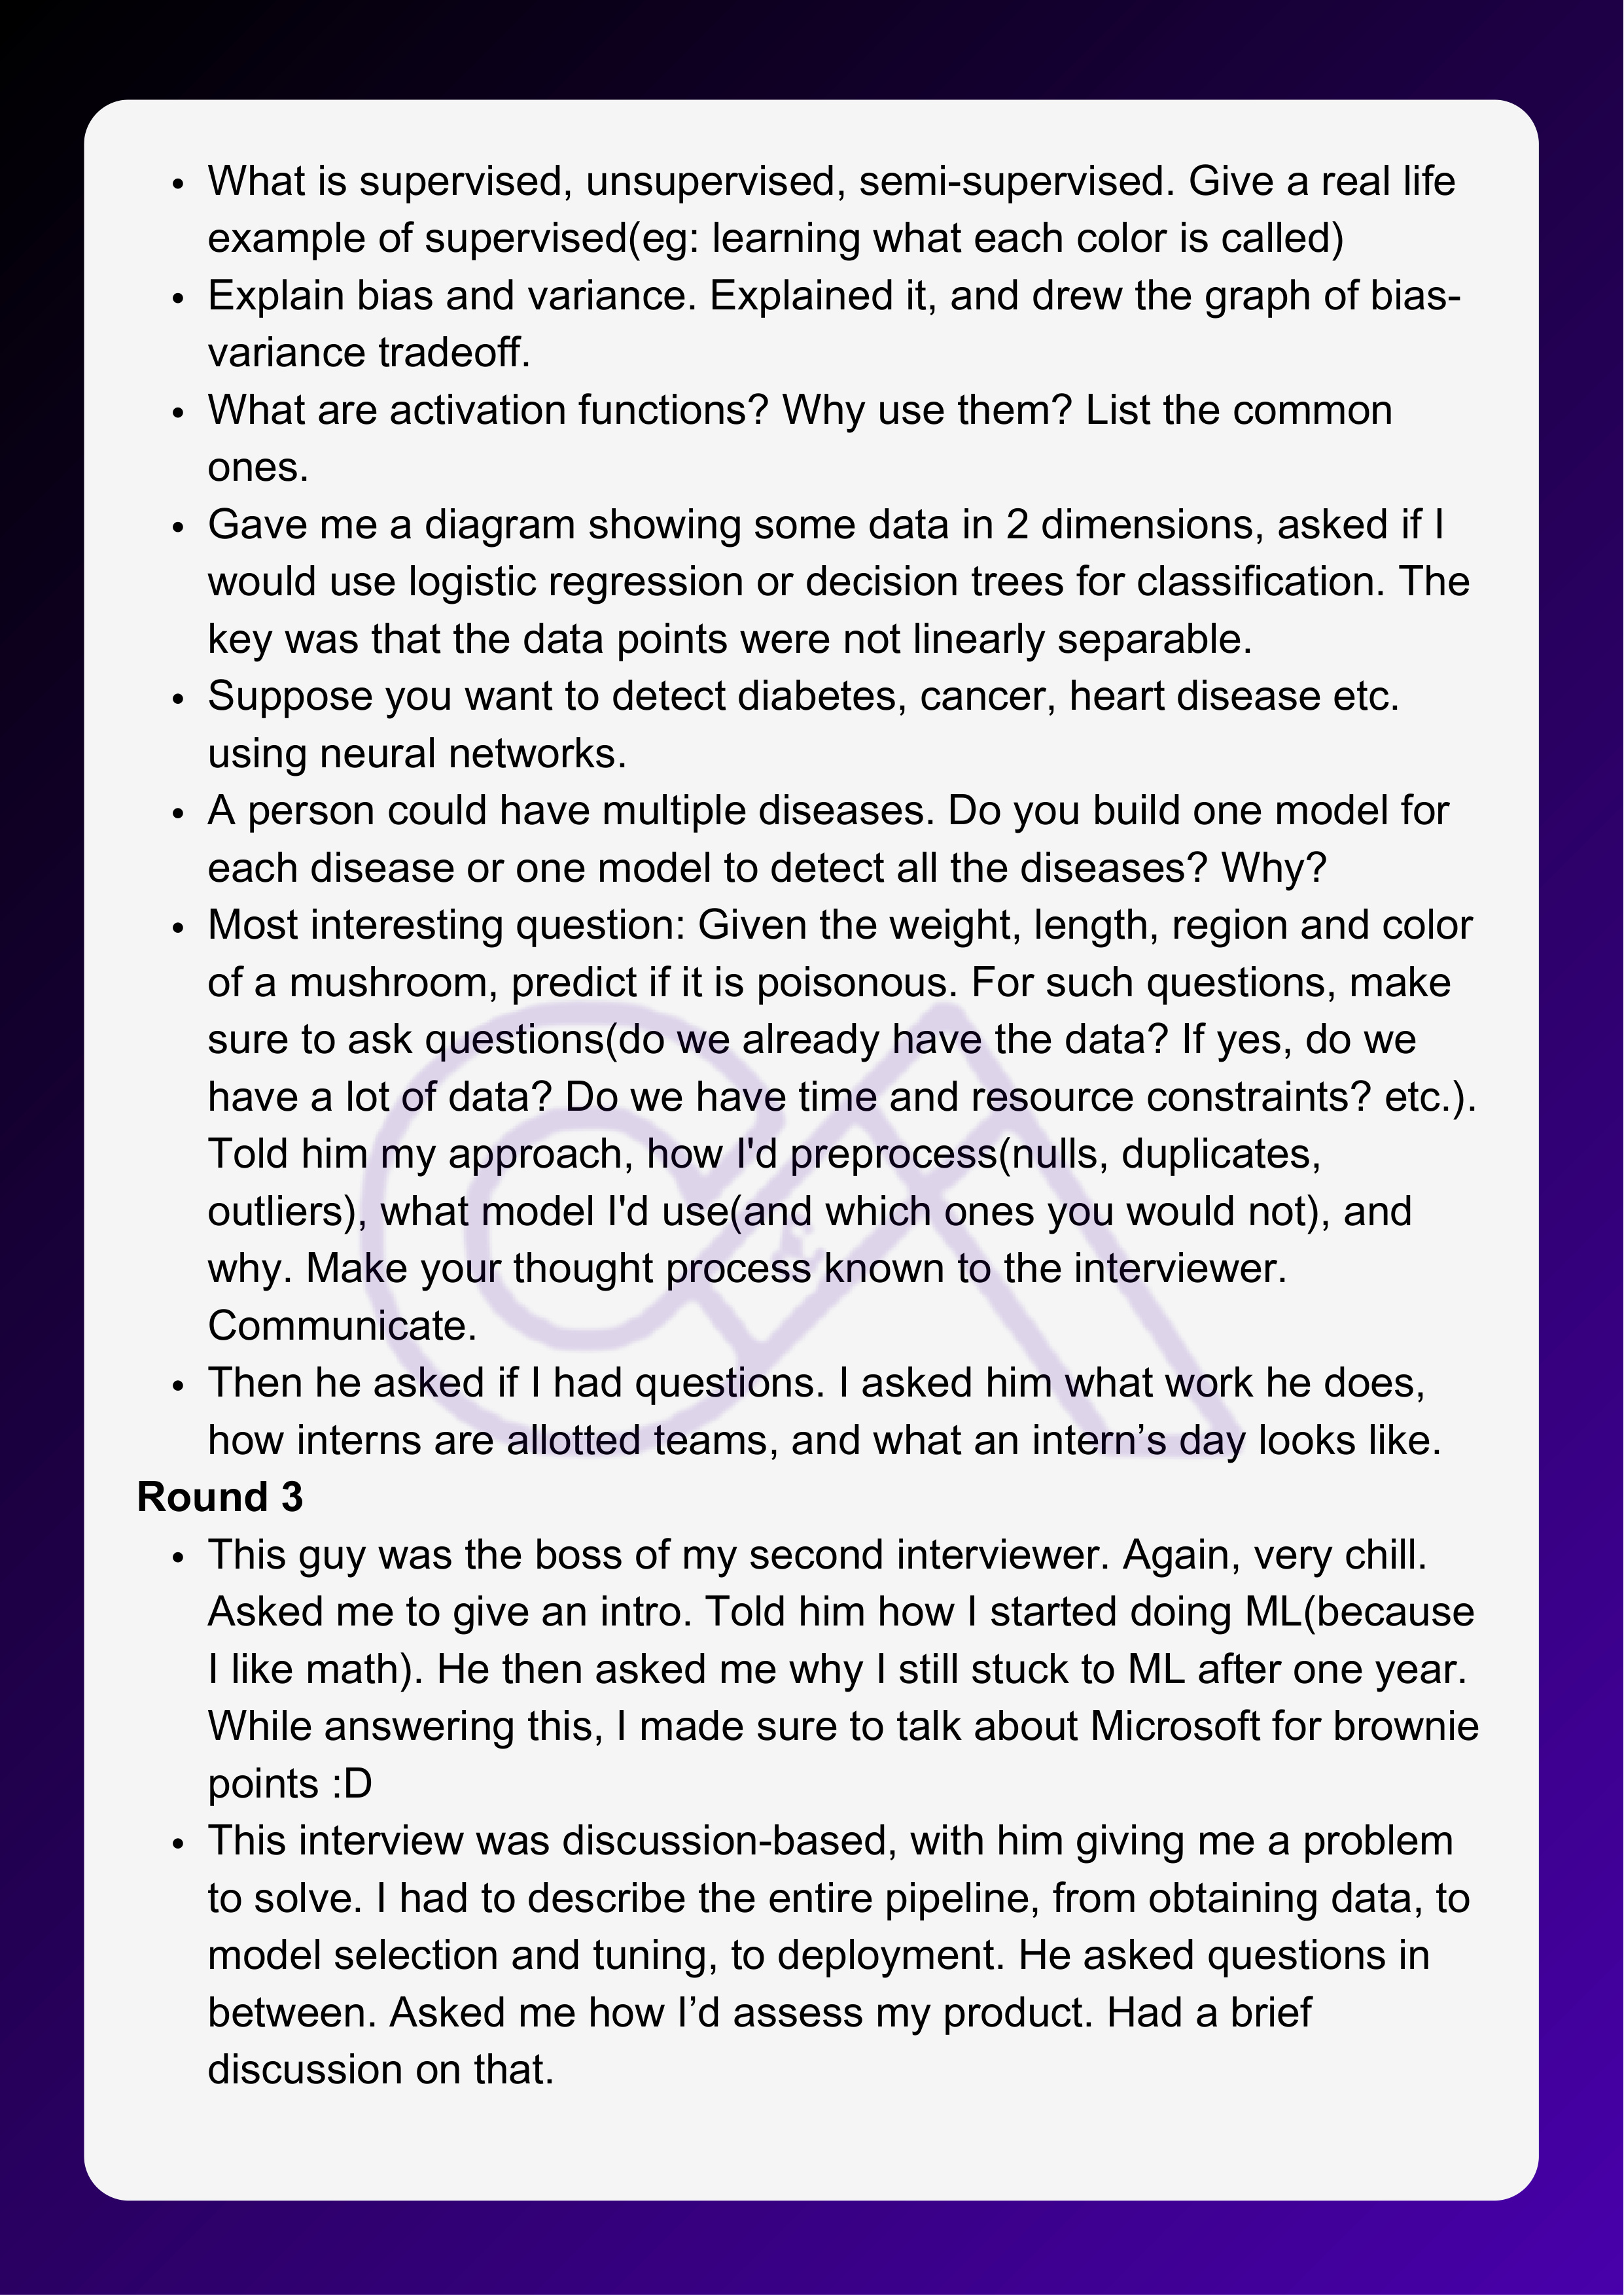 • What is supervised, unsupervised, semi-supervised. Give a real life
example of supervised(eg: learning what each color is called)
• Explain bias and variance. Explained it, and drew the graph of bias-
variance tradeoff.
• What are activation functions? Why use them? List the common
ones.
• Gave me a diagram showing some data in 2 dimensions, asked if I
would use logistic regression or decision trees for classification. The
key was that the data points were not linearly separable.
• Suppose you want to detect diabetes, cancer, heart disease etc.
using neural networks.
• A person could have multiple diseases. Do you build one model for
each disease or one model to detect all the diseases? Why?
• Most interesting question: Given the weight, length, region and color
of a mushroom, predict if it is poisonous. For such questions, make
sure to ask questions(do we already have the data? If yes, do we
have a lot of data? Do we have time and resource constraints? etc.).
Told him my approach, how I'd preprocess(nulls, duplicates,
outliers), what model I'd use(and which ones you would not), and
why. Make your thought process known to the interviewer.
Communicate.
• Then he asked if I had questions. I asked him what work he does,
how interns are allotted teams, and what an intern’s day looks like.
Round 3
• This guy was the boss of my second interviewer. Again, very chill.
Asked me to give an intro. Told him how I started doing ML(because
I like math). He then asked me why I still stuck to ML after one year.
While answering this, I made sure to talk about Microsoft for brownie
points :D
• This interview was discussion-based, with him giving me a problem
to solve. I had to describe the entire pipeline, from obtaining data, to
model selection and tuning, to deployment. He asked questions in
between. Asked me how I’d assess my product. Had a brief
discussion on that.